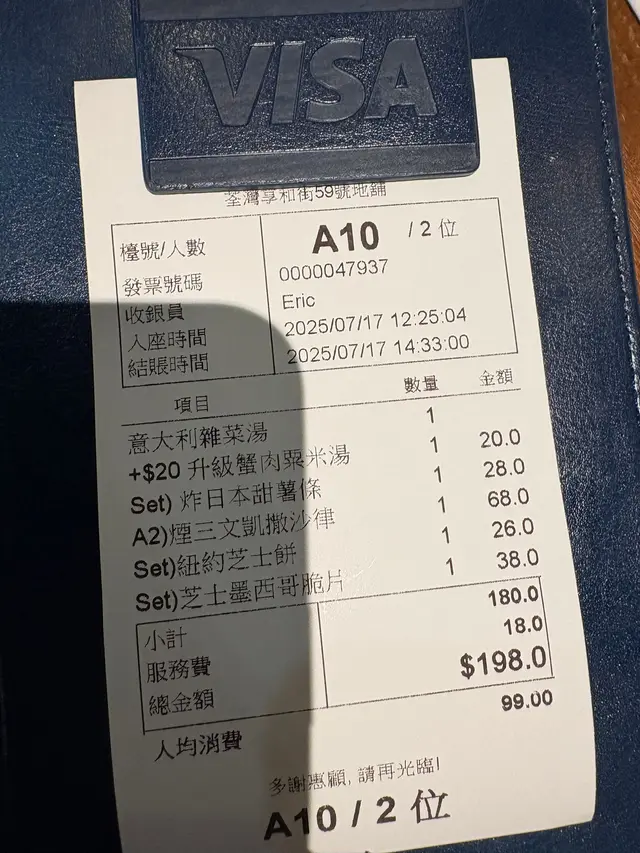 VISA
荃灣享和街59號地舖
檯號/人數 A10 / 2 位
發票號碼 0000047937
收銀員 Eric
入座時間 2025/07/17 12:25:04
結賬時間 2025/07/17 14:33:00
項目 數量 金額
意大利雜菜湯 1
+$20 升級蟹肉粟米湯 1 20.0
Set) 炸日本甜薯條 1 28.0
A2)煙三文凱撒沙律 1 68.0
Set)紐約芝士餅 1 26.0
Set)芝士墨西哥脆片 1 38.0
小計 180.0
服務費 18.0
總金額 $198.0
人均消費 99.00
多謝惠顧, 請再光臨!
A10 / 2 位